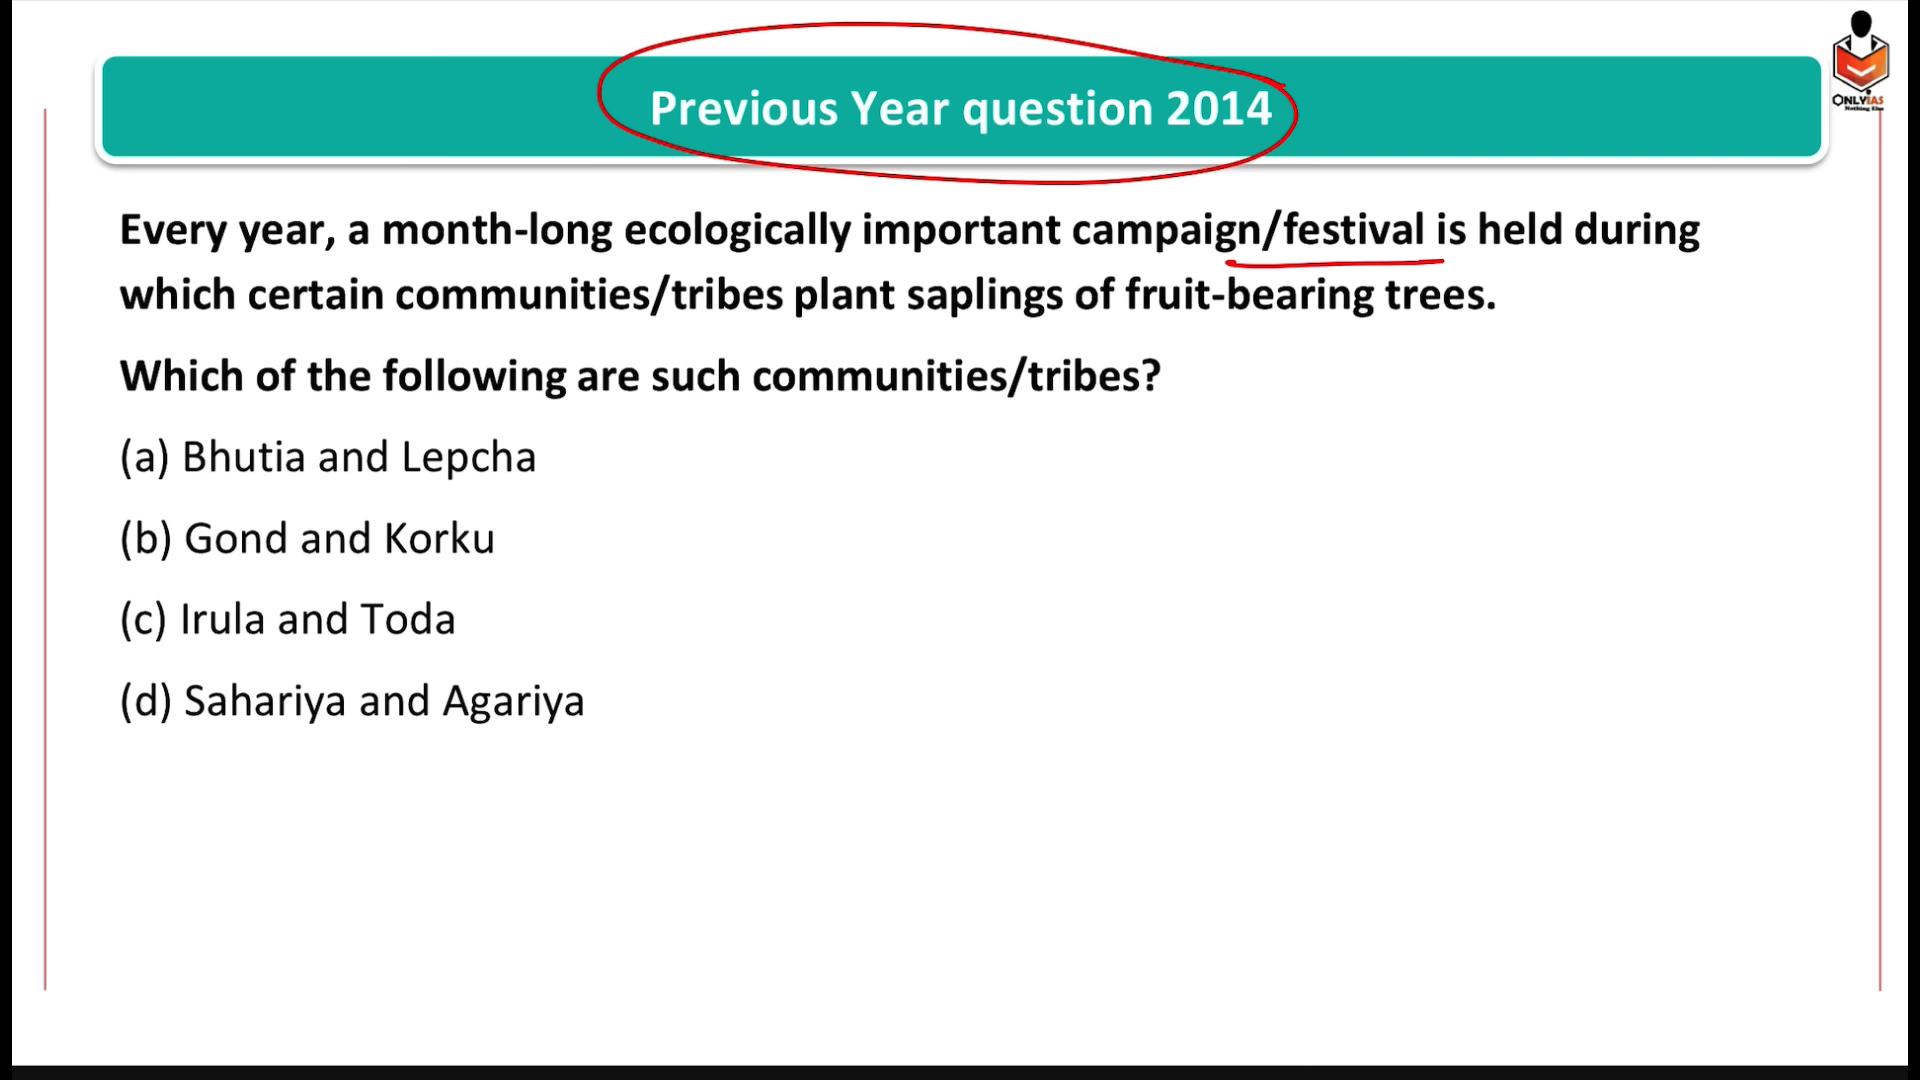 Previous Year question 2014
ONLYIAS
Nothing Else
Every year, a month-long ecologically important campaign/festival is held during
which certain communities/tribes plant saplings of fruit-bearing trees.
Which of the following are such communities/tribes?
(a) Bhutia and Lepcha
(b) Gond and Korku
(c) Irula and Toda
(d) Sahariya and Agariya